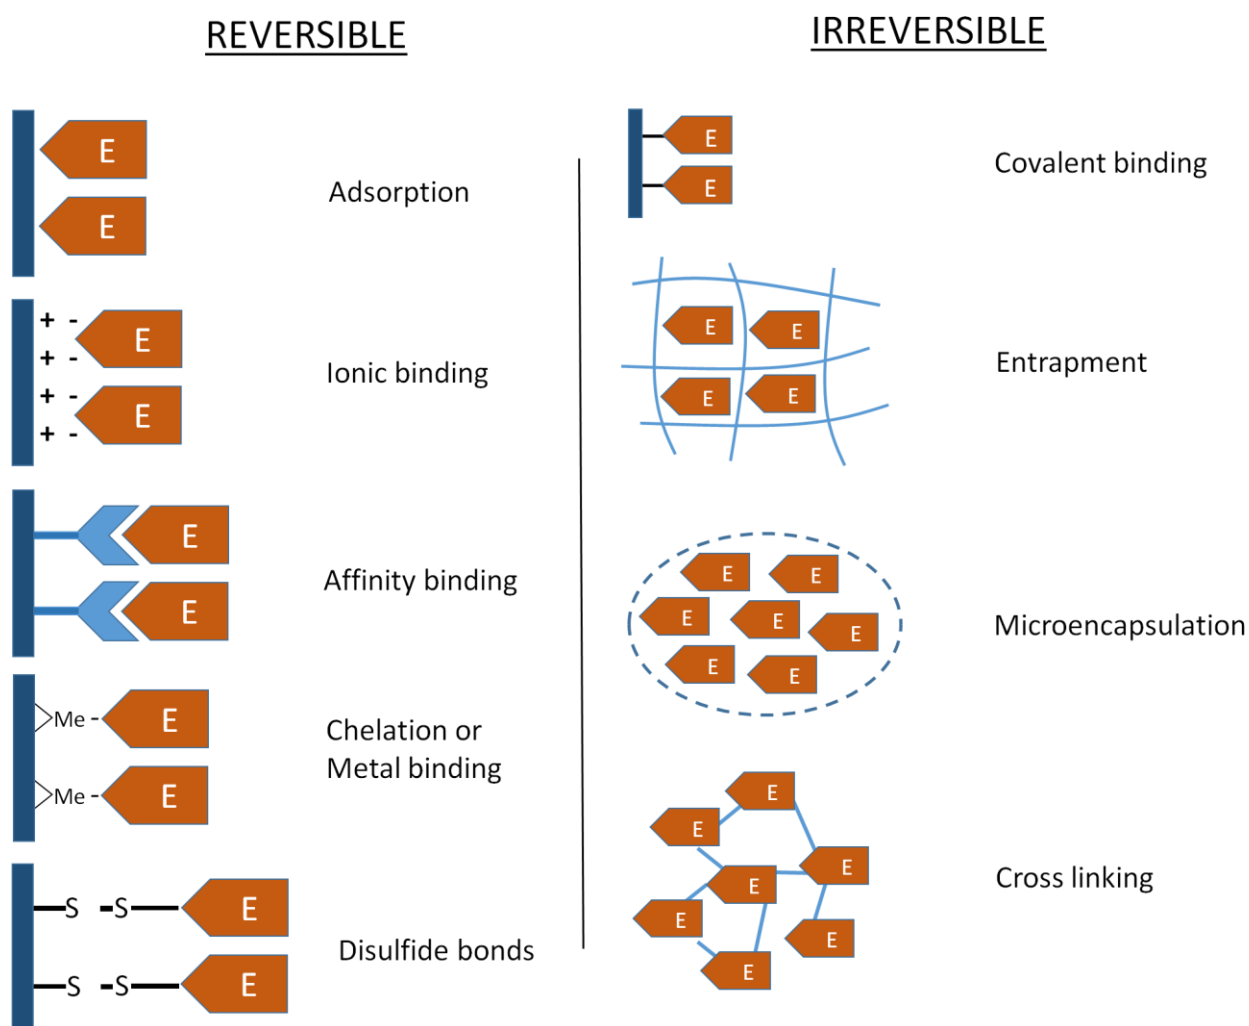 REVERSIBLE
E
E
Adsorption
+ -
+ -
+ -
+ -
E
E
Ionic binding
E
E
Affinity binding
Me - E
Me - E
Chelation or
Metal binding
S -S E
S -S E
Disulfide bonds
IRREVERSIBLE
E
E
Covalent binding
E E
E E
Entrapment
E E
E E E
E E
Microencapsulation
E
E
E
E
E
E
E
Cross linking